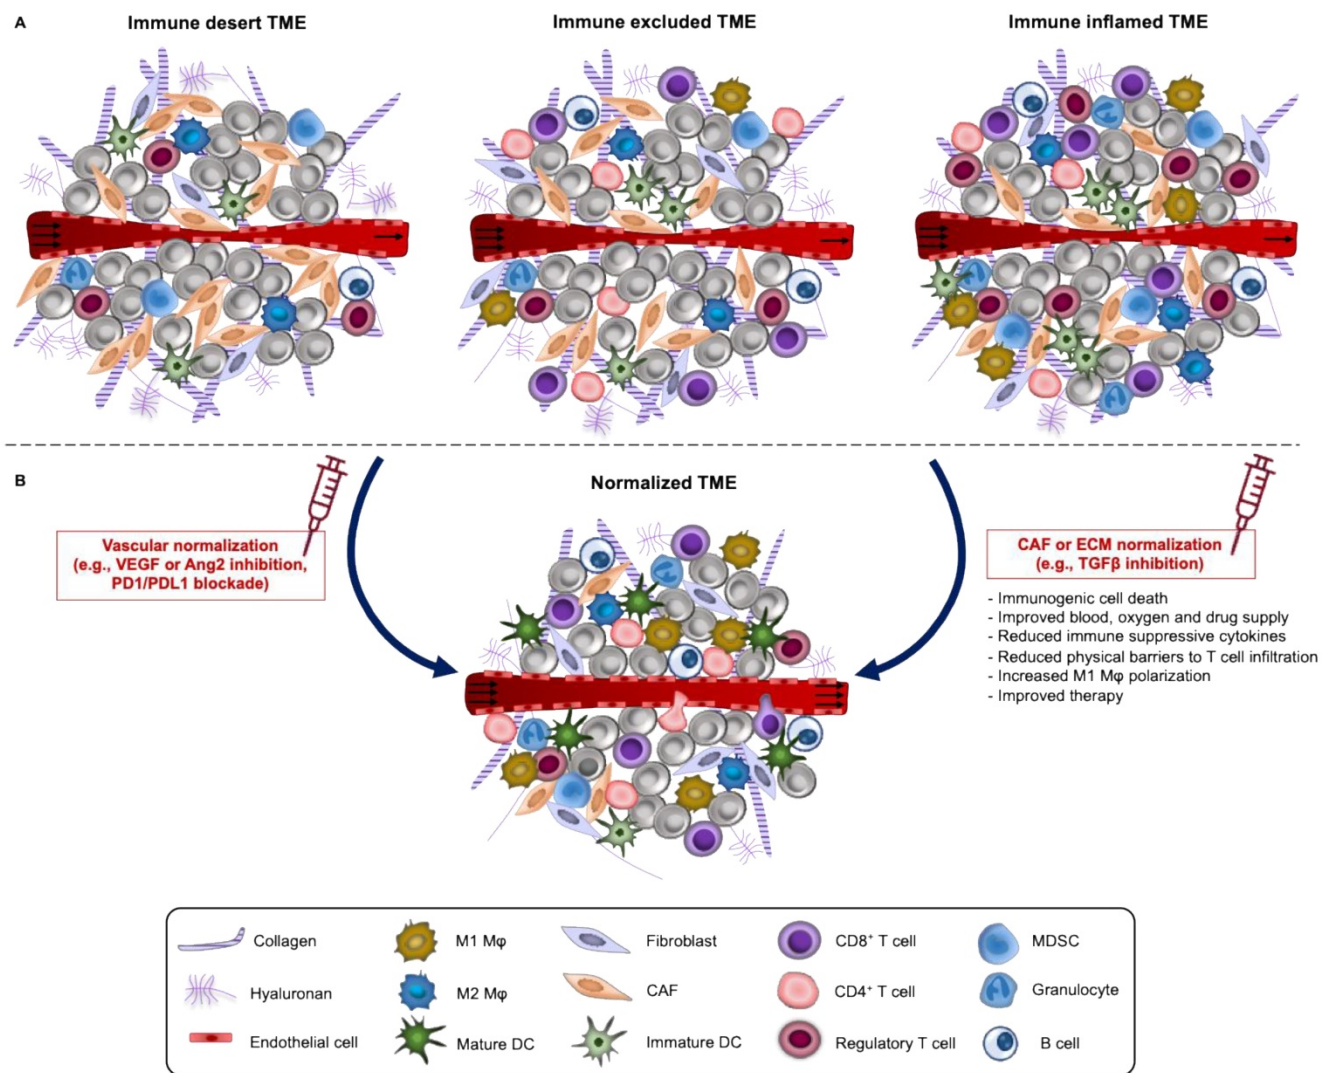 A
Immune desert TME
Immune excluded TME
Immune inflamed TME
B
Normalized TME
Vascular normalization
(e.g., VEGF or Ang2 inhibition,
PD1/PDL1 blockade)
CAF or ECM normalization
(e.g., TGFβ inhibition)
- Immunogenic cell death
- Improved blood, oxygen and drug supply
- Reduced immune suppressive cytokines
- Reduced physical barriers to T cell infiltration
- Increased M1 Mφ polarization
- Improved therapy
Collagen
M1 Mφ
Fibroblast
CD8⁺ T cell
MDSC
Hyaluronan
M2 Mφ
CAF
CD4⁺ T cell
Granulocyte
Endothelial cell
Mature DC
Immature DC
Regulatory T cell
B cell